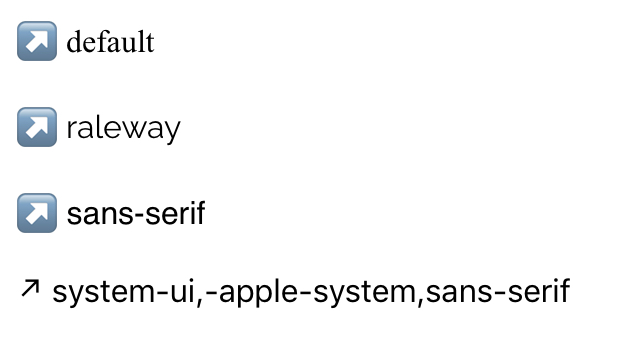 ↗️ default
↗️ raleway
↗️ sans-serif
↗ system-ui,-apple-system,sans-serif